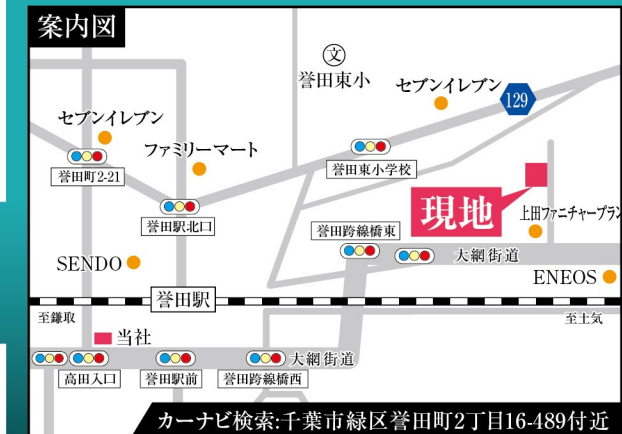 案内図
文
誉田東小
セブンイレブン
129
セブンイレブン
ファミリーマート
誉田町2-21
誉田東小学校
誉田駅北口
現地
上田ファニチャープラン
誉田跨線橋東
大網街道
SENDO
ENEOS
誉田駅
至鎌取
至土気
当社
大網街道
高田入口
誉田駅前
誉田跨線橋西
カーナビ検索:千葉市緑区誉田町2丁目16-489付近